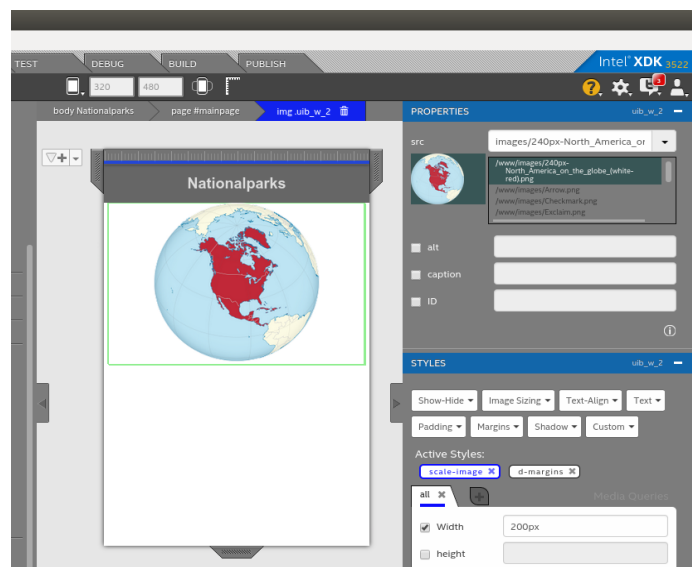 TEST DEBUG BUILD PUBLISH Intel® XDK 3522
320 480 ? 3
body Nationalparks page #mainpage img .uib_w_2 PROPERTIES uib_w_2
src images/240px-North_America_or
/www/images/240px-
North_America_on_the_globe_(white-
red).png
/www/images/Arrow.png
/www/images/Checkmark.png
/www/images/Exclaim.png
Nationalparks
alt
caption
ID
STYLES uib_w_2
Show-Hide Image Sizing Text-Align Text
Padding Margins Shadow Custom
Active Styles:
scale-image d-margins
all Media Queries
Width 200px
height